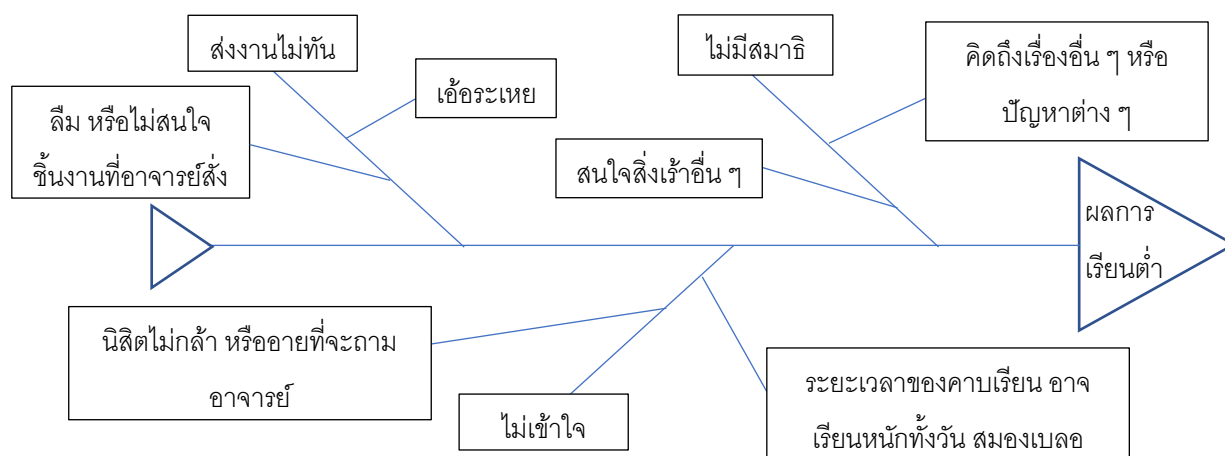 ส่งงานไม่ทัน
ไม่มีสมาธิ
คิดถึงเรื่องอื่น ๆ หรือ
ปัญหาต่าง ๆ
เอ้อระเหย
ลืม หรือไม่สนใจ
ชิ้นงานที่อาจารย์สั่ง
สนใจสิ่งเร้าอื่น ๆ
ผลการ
เรียนต่ำ
นิสิตไม่กล้า หรืออายที่จะถาม
อาจารย์
ไม่เข้าใจ
ระยะเวลาของคาบเรียน อาจ
เรียนหนักทั้งวัน สมองเบลอ